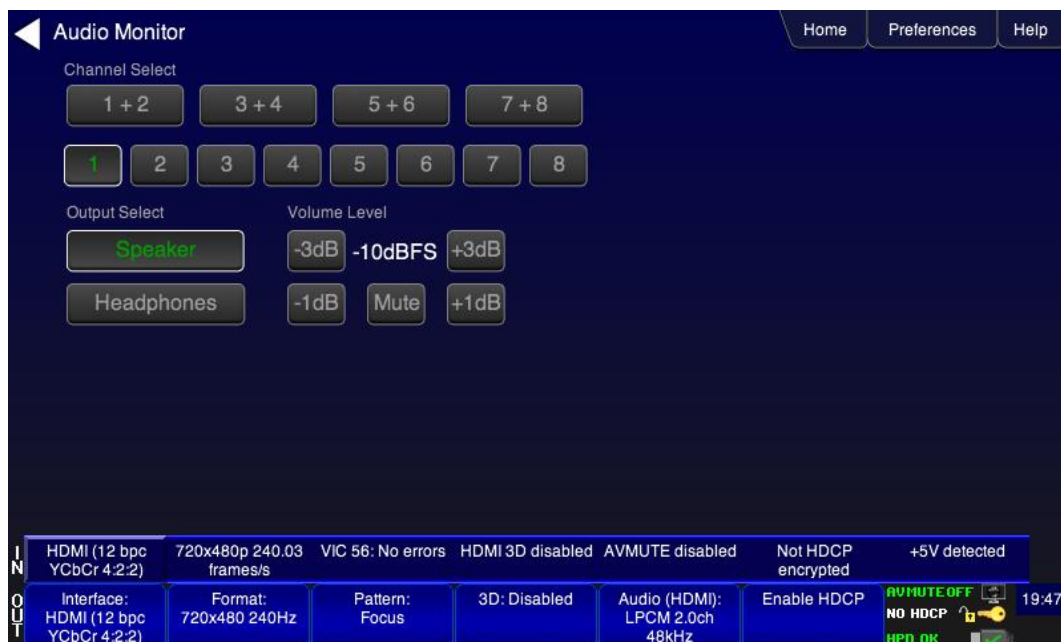 Audio Monitor
Home
Preferences
Help
Channel Select
1 + 2
3 + 4
5 + 6
7 + 8
1
2
3
4
5
6
7
8
Output Select
Volume Level
Speaker
-3dB
-10dBFS
+3dB
Headphones
-1dB
Mute
+1dB
IN
HDMI (12 bpc
YCbCr 4:2:2)
720x480p 240.03
frames/s
VIC 56: No errors
HDMI 3D disabled
AVMUTE disabled
Not HDCP
encrypted
+5V detected
OUT
Interface:
HDMI (12 bpc
YCbCr 4:2:2)
Format:
720x480 240Hz
Pattern:
Focus
3D: Disabled
Audio (HDMI):
LPCM 2.0ch
48kHz
Enable HDCP
AVMUTE OFF
NO HDCP
HPD OK
19:47